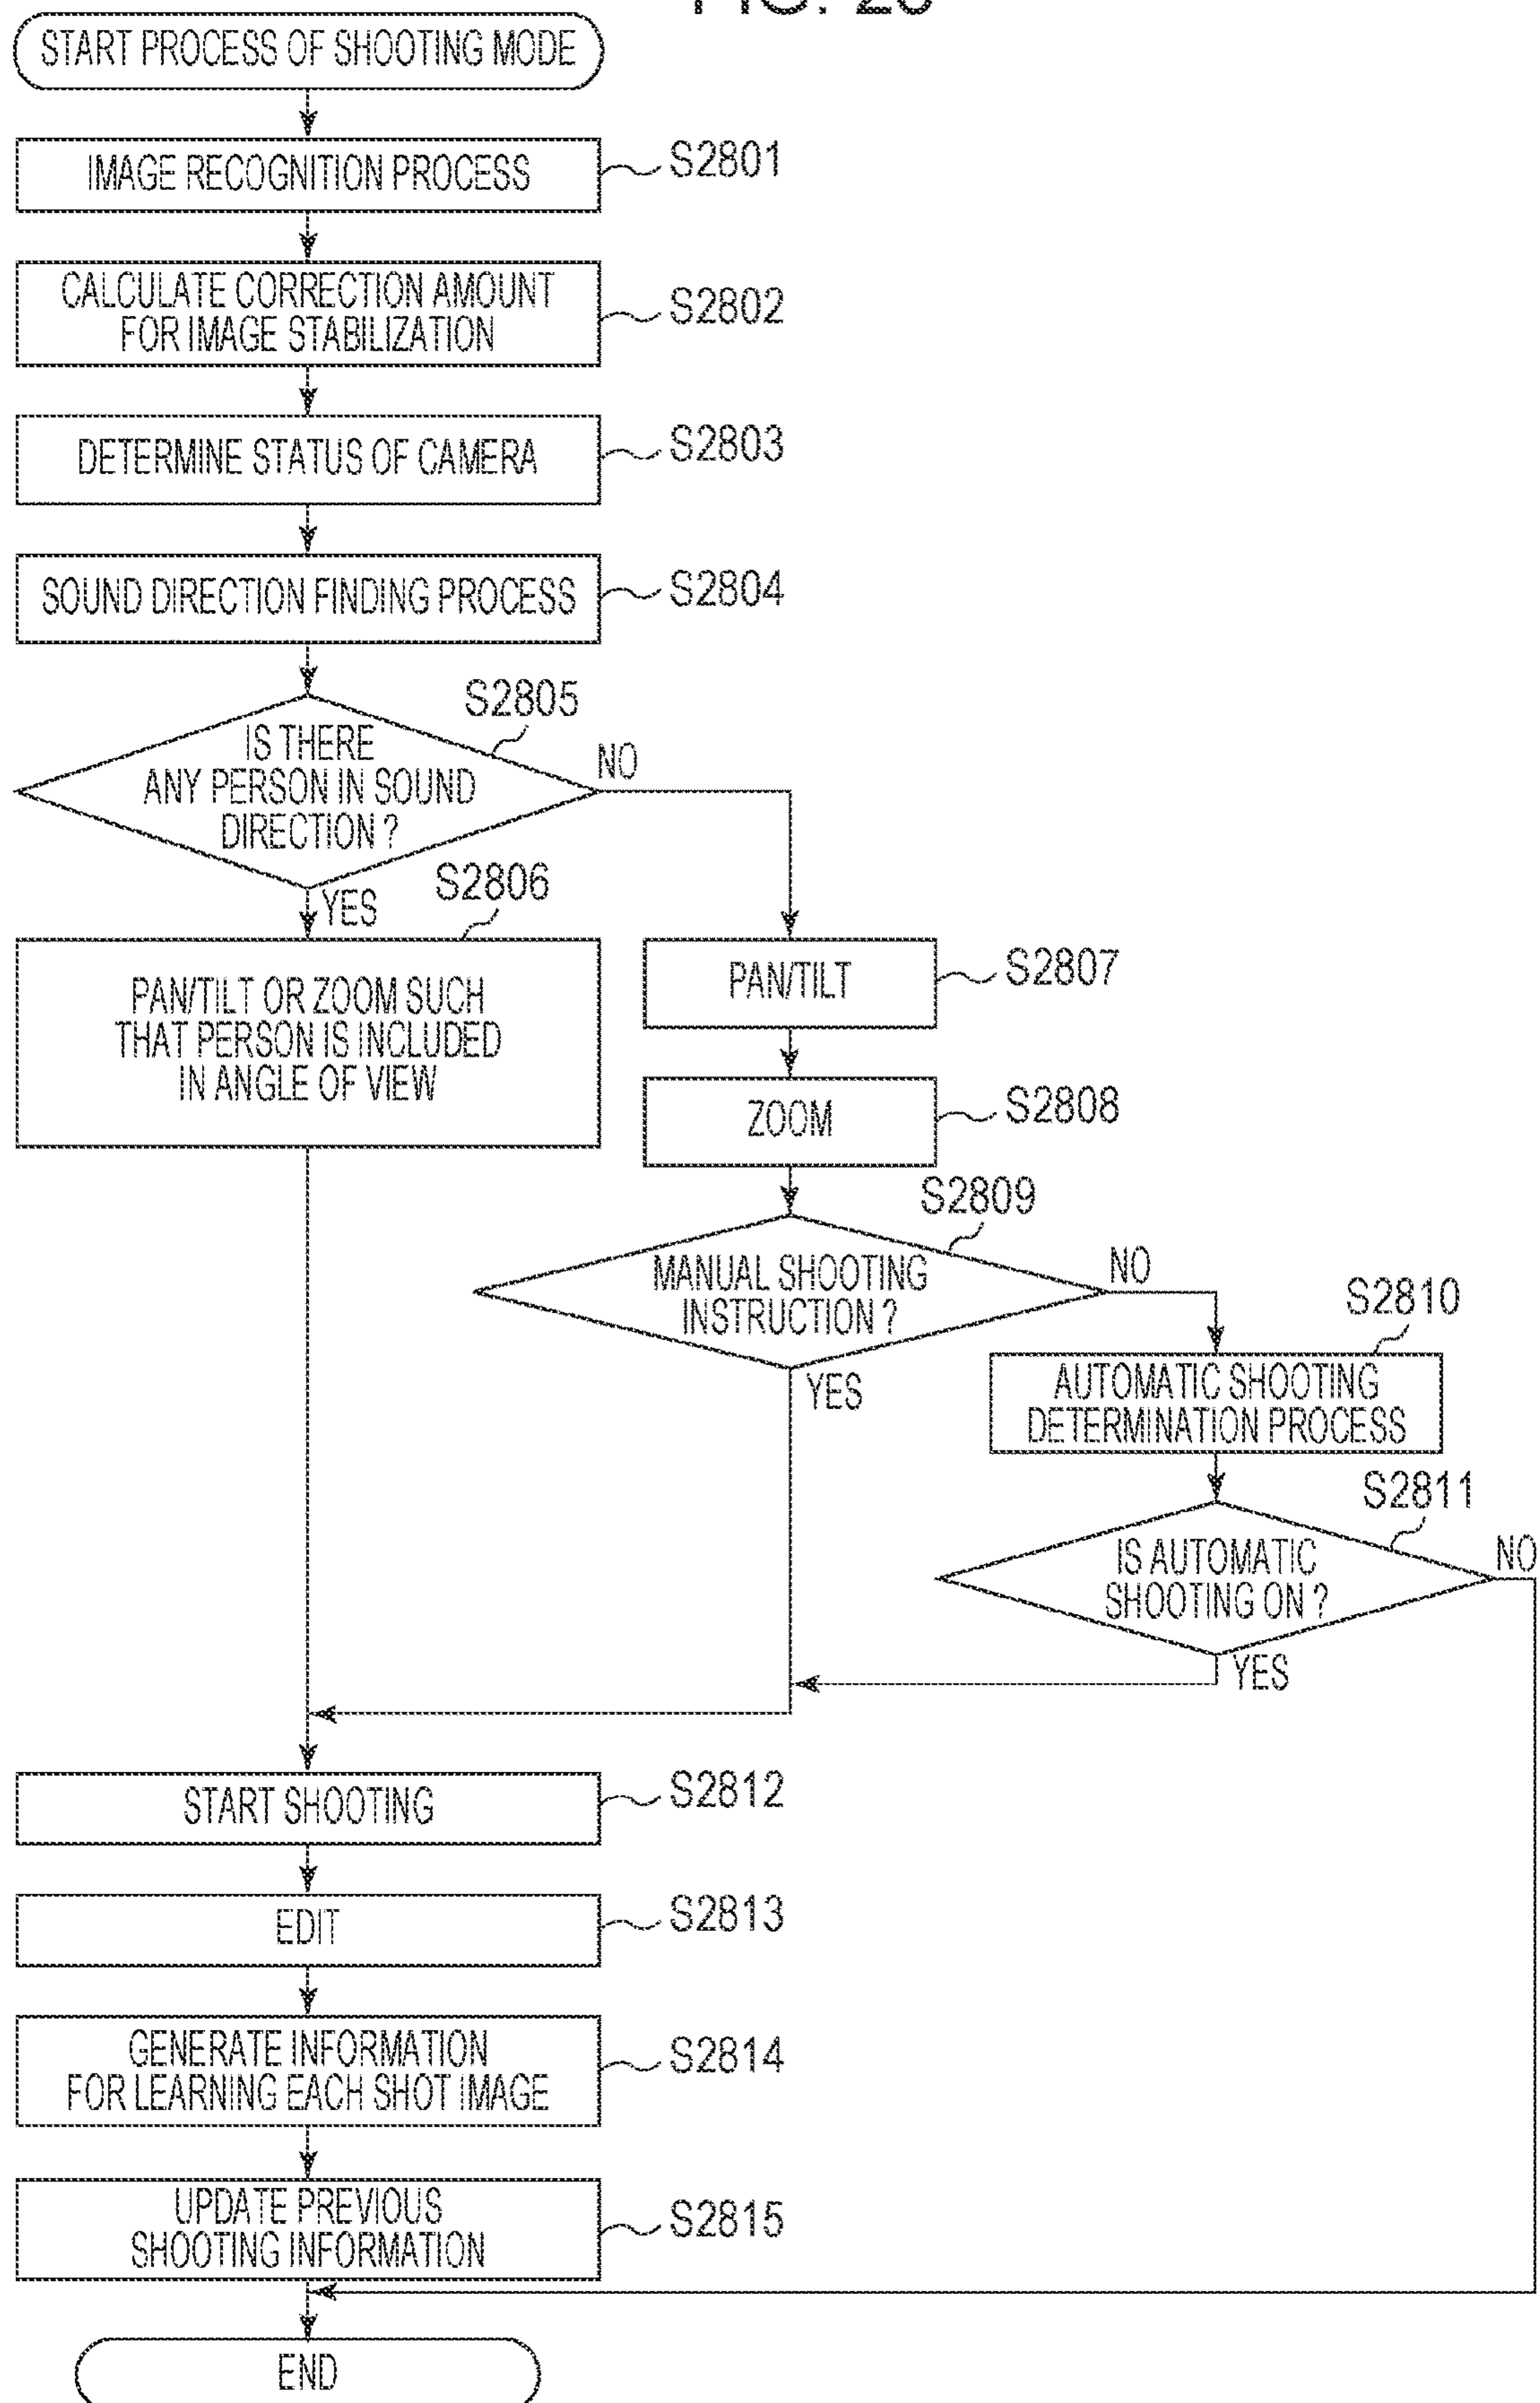 START PROCESS OF SHOOTING MODE
IMAGE RECOGNITION PROCESS
S2801
CALCULATE CORRECTION AMOUNT
FOR IMAGE STABILIZATION
S2802
DETERMINE STATUS OF CAMERA
S2803
SOUND DIRECTION FINDING PROCESS
S2804
S2805
IS THERE
ANY PERSON IN SOUND
DIRECTION ?
NO
YES
S2806
PAN/TILT OR ZOOM SUCH
THAT PERSON IS INCLUDED
IN ANGLE OF VIEW
PAN/TILT
S2807
ZOOM
S2808
S2809
MANUAL SHOOTING
INSTRUCTION ?
NO
YES
S2810
AUTOMATIC SHOOTING
DETERMINATION PROCESS
S2811
IS AUTOMATIC
SHOOTING ON ?
NO
YES
START SHOOTING
S2812
EDIT
S2813
GENERATE INFORMATION
FOR LEARNING EACH SHOT IMAGE
S2814
UPDATE PREVIOUS
SHOOTING INFORMATION
S2815
END